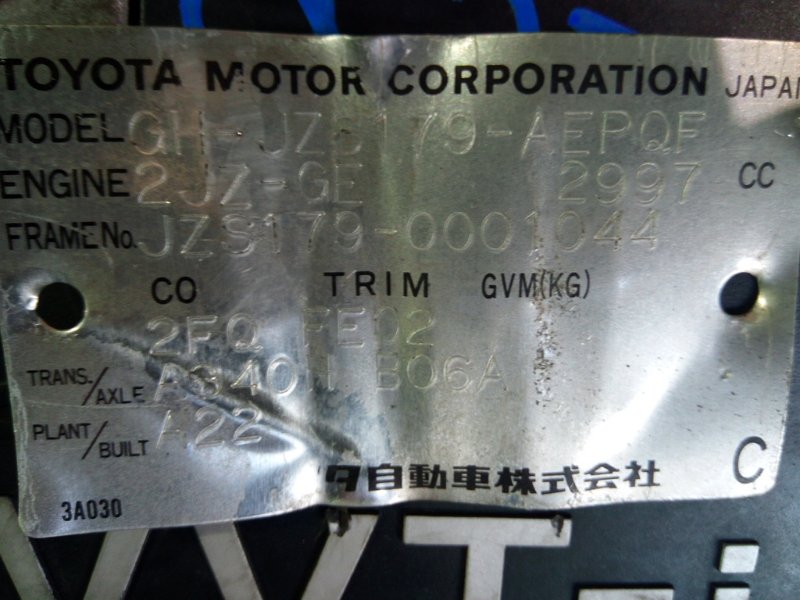 TOYOTA MOTOR CORPORATION JAPAN
MODEL GH-JZS179-AEPQF
ENGINE 2JZ-GE 2997 CC
FRAME No. JZS179-0001044
CO TRIM GVM(KG)
2FQ FE02
TRANS./AXLE B06A
PLANT/BUILT A22
タ自動車株式会社 C
3A030
VVT-i